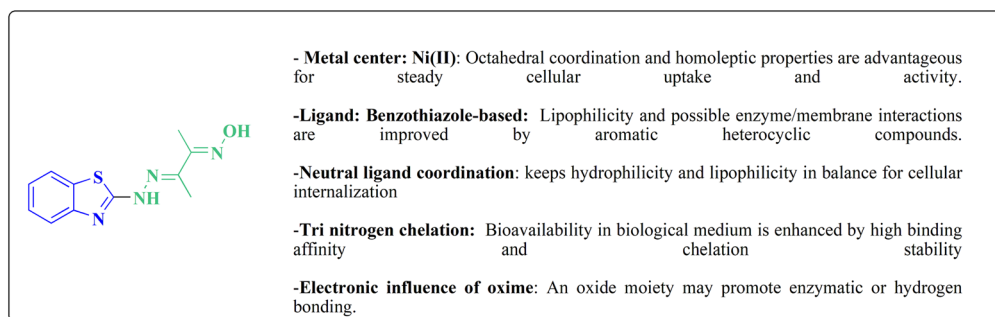 - Metal center: Ni(II): Octahedral coordination and homoleptic properties are advantageous
for steady cellular uptake and activity.
-Ligand: Benzothiazole-based: Lipophilicity and possible enzyme/membrane interactions
are improved by aromatic heterocyclic compounds.
-Neutral ligand coordination: keeps hydrophilicity and lipophilicity in balance for cellular
internalization
-Tri nitrogen chelation: Bioavailability in biological medium is enhanced by high binding
affinity and chelation stability
-Electronic influence of oxime: An oxide moiety may promote enzymatic or hydrogen
bonding.
OH
N
N
S
NH
N